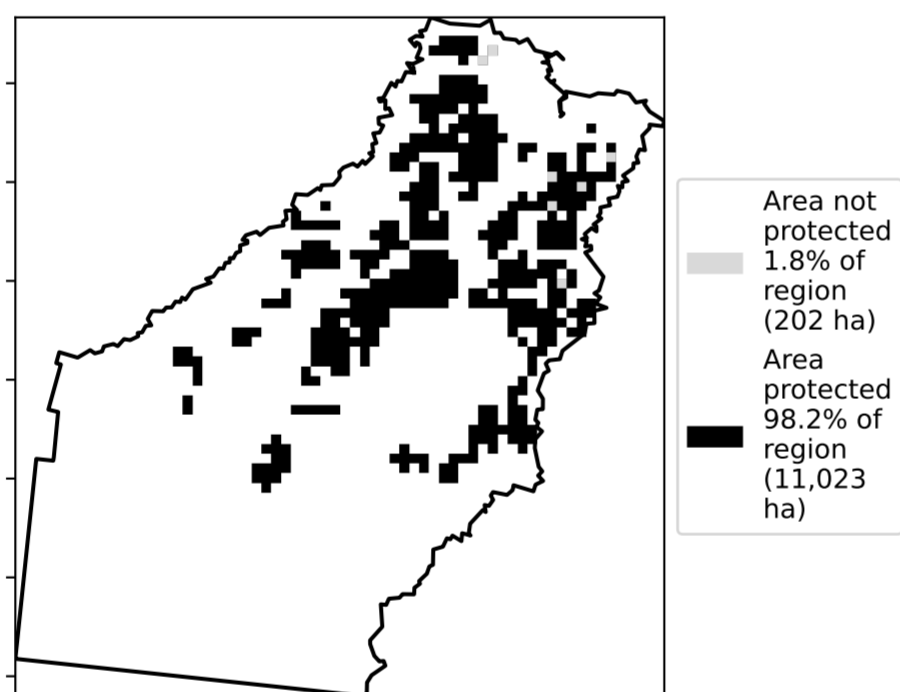 Area not
protected
1.8% of
region
(202 ha)
Area
protected
98.2% of
region
(11,023
ha)